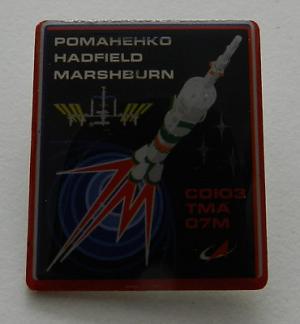 РОМАНЕНКО
HADFIELD
MARSHBURN
СОЮЗ
ТМА
07М